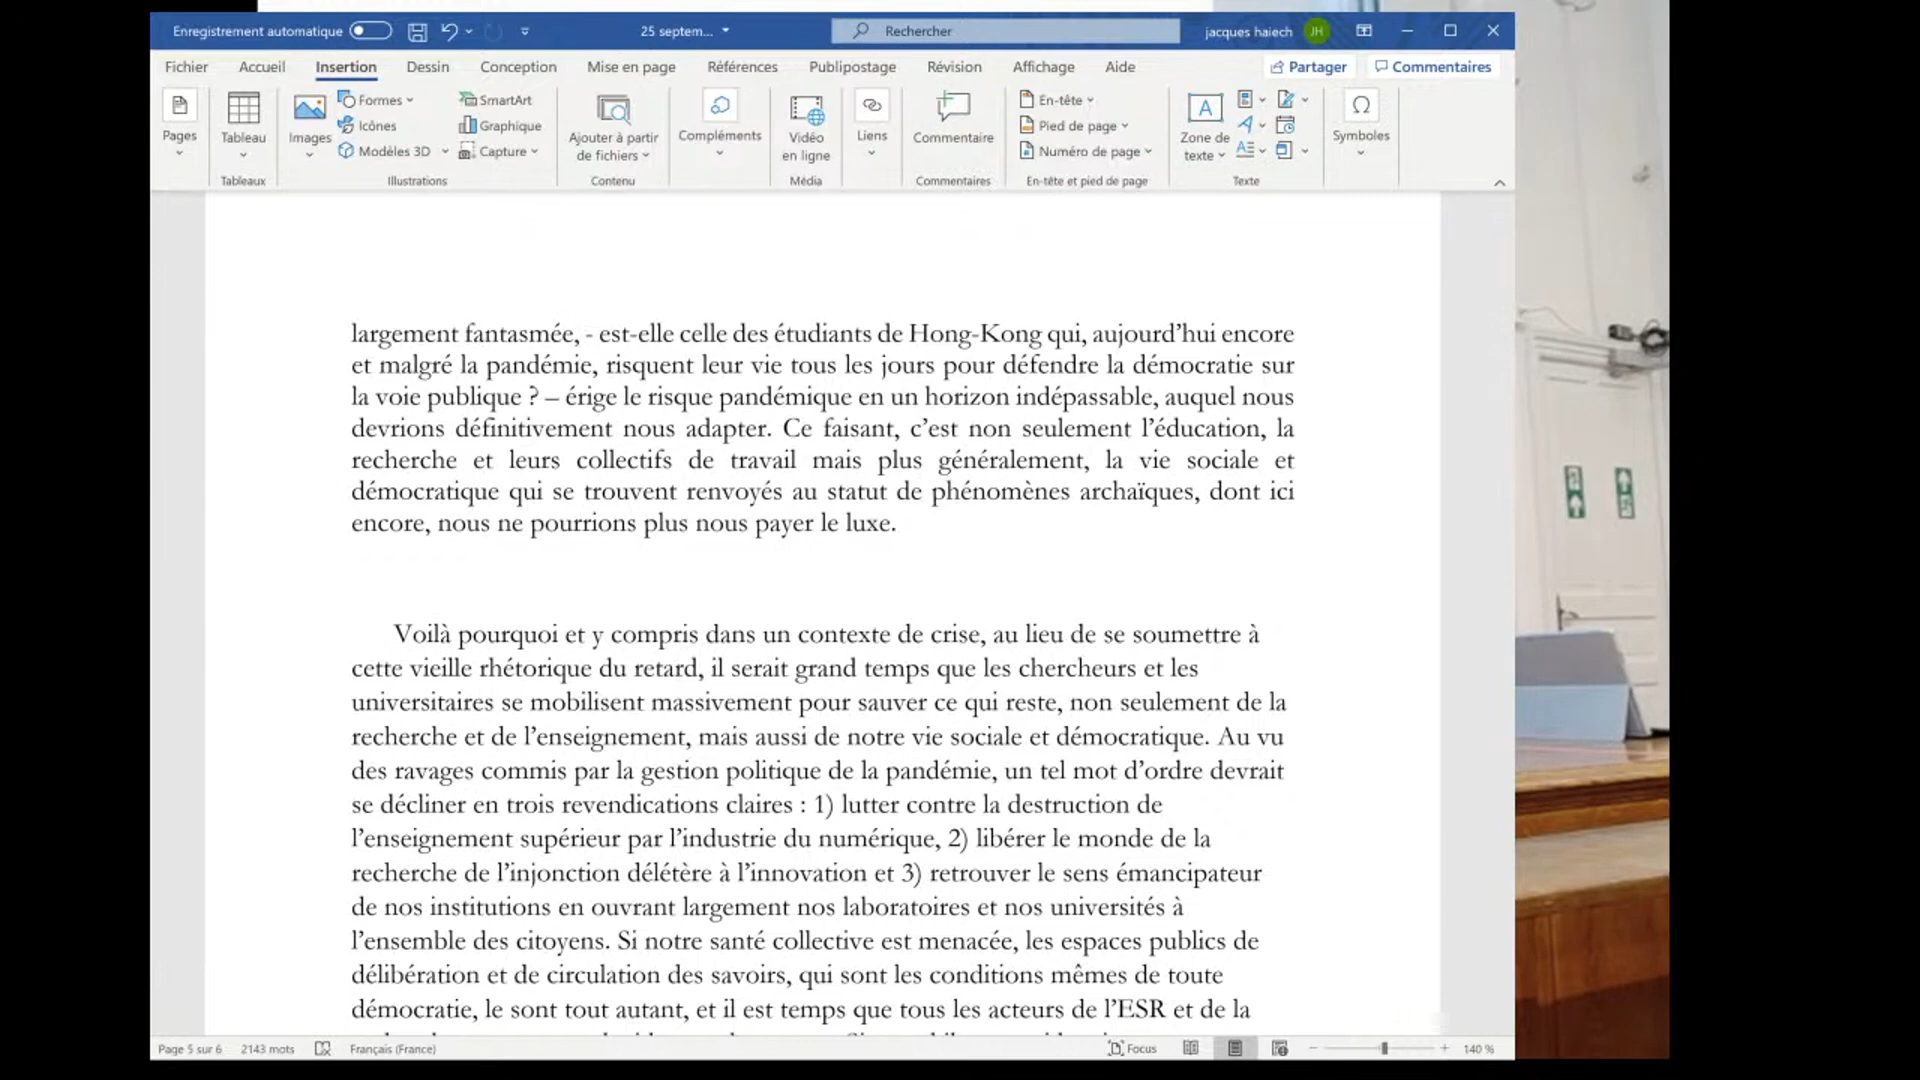 Enregistrement automatique
25 septem...
Rechercher
jacques haiech
JH
Fichier Accueil Insertion Dessin Conception Mise en page Références Publipostage Révision Affichage Aide
Partager Commentaires
Pages
Tableau
Tableaux
Images
Formes
Icônes
Modèles 3D
SmartArt
Graphique
Capture
Illustrations
Ajouter à partir
de fichiers
Contenu
Compléments
Vidéo
en ligne
Média
Liens
Commentaire
Commentaires
En-tête
Pied de page
Numéro de page
En-tête et pied de page
Zone de
texte
Texte
Symboles
largement fantasmée, - est-elle celle des étudiants de Hong-Kong qui, aujourd’hui encore
et malgré la pandémie, risquent leur vie tous les jours pour défendre la démocratie sur
la voie publique ? – érige le risque pandémique en un horizon indépassable, auquel nous
devrions définitivement nous adapter. Ce faisant, c’est non seulement l’éducation, la
recherche et leurs collectifs de travail mais plus généralement, la vie sociale et
démocratique qui se trouvent renvoyés au statut de phénomènes archaïques, dont ici
encore, nous ne pourrions plus nous payer le luxe.
Voilà pourquoi et y compris dans un contexte de crise, au lieu de se soumettre à
cette vieille rhétorique du retard, il serait grand temps que les chercheurs et les
universitaires se mobilisent massivement pour sauver ce qui reste, non seulement de la
recherche et de l’enseignement, mais aussi de notre vie sociale et démocratique. Au vu
des ravages commis par la gestion politique de la pandémie, un tel mot d’ordre devrait
se décliner en trois revendications claires : 1) lutter contre la destruction de
l’enseignement supérieur par l’industrie du numérique, 2) libérer le monde de la
recherche de l’injonction délétère à l’innovation et 3) retrouver le sens émancipateur
de nos institutions en ouvrant largement nos laboratoires et nos universités à
l’ensemble des citoyens. Si notre santé collective est menacée, les espaces publics de
délibération et de circulation des savoirs, qui sont les conditions mêmes de toute
démocratie, le sont tout autant, et il est temps que tous les acteurs de l’ESR et de la
Page 5 sur 6 2143 mots Français (France) Focus 140 %